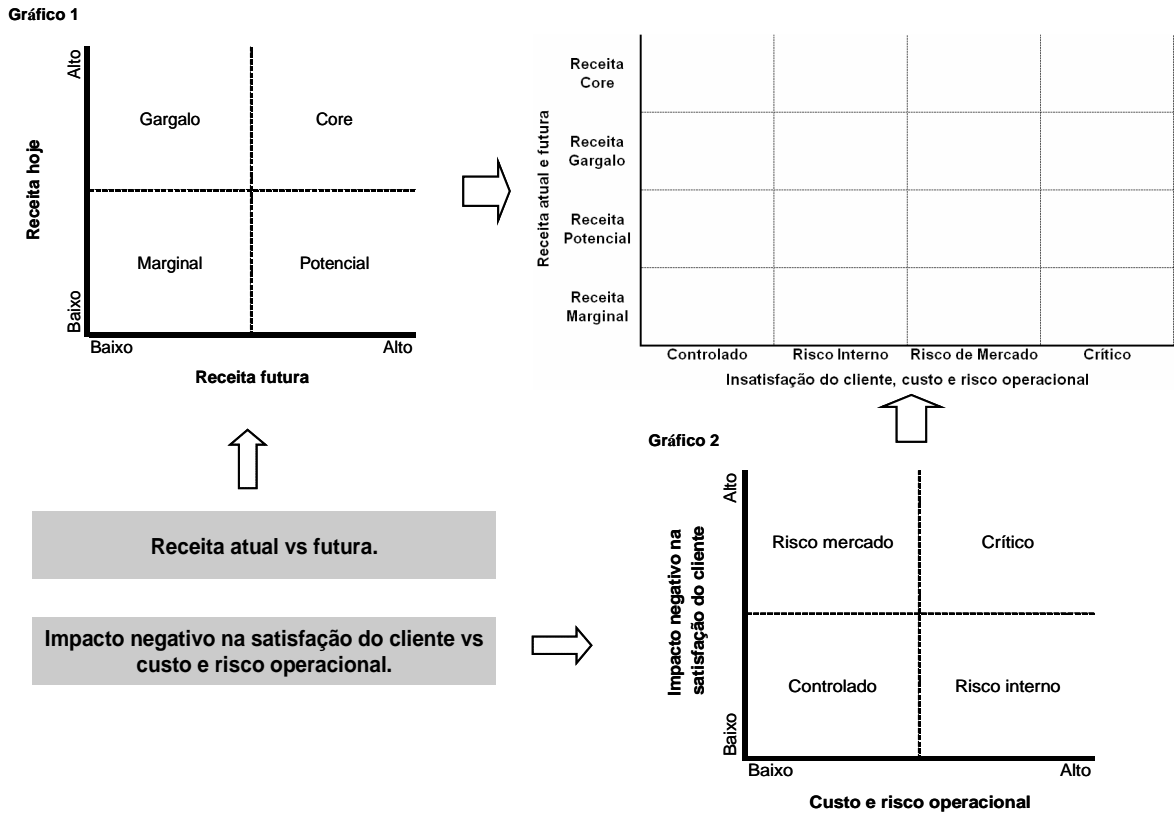 Gráfico 1
Alto
Receita hoje
Baixo
Gargalo
Core
Marginal
Potencial
Baixo
Alto
Receita futura
Receita atual e futura
Receita
Core
Receita
Gargalo
Receita
Potencial
Receita
Marginal
Controlado
Risco Interno
Risco de Mercado
Crítico
Insatisfação do cliente, custo e risco operacional
Receita atual vs futura.
Impacto negativo na satisfação do cliente vs
custo e risco operacional.
Gráfico 2
Alto
Impacto negativo na
satisfação do cliente
Baixo
Risco mercado
Crítico
Controlado
Risco interno
Baixo
Alto
Custo e risco operacional